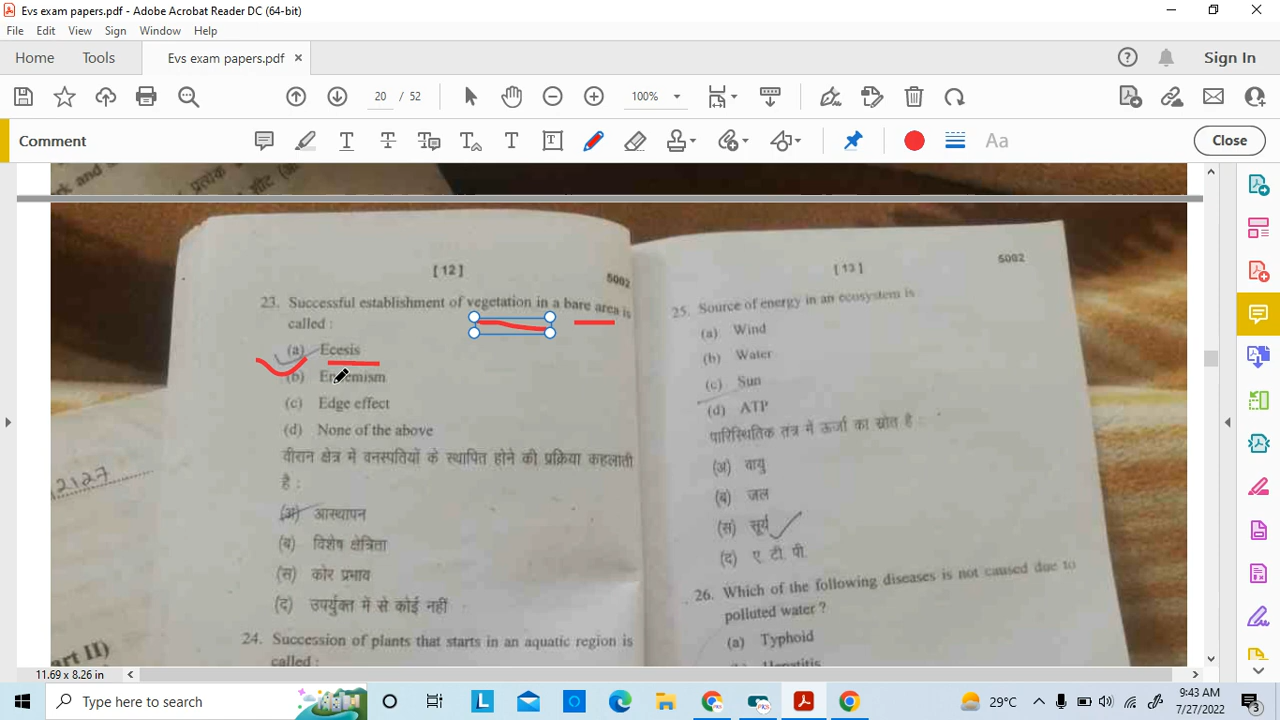 Evs exam papers.pdf - Adobe Acrobat Reader DC (64-bit)
File Edit View Sign Window Help
Home Tools Evs exam papers.pdf × Sign In
20 / 52 100%
Comment Aa Close
[ 12 ]
5002
23. Successful establishment of vegetation in a bare area is
called :
(a) Ecesis
(b)
(c) Edge effect
(d) None of the above
वीरान क्षेत्र में वनस्पतियों के स्थापित होने की प्रक्रिया कहलाती
है :
(अ) आस्थापन
(ब) विशेष क्षेत्रिता
(स) कोर प्रभाव
(द) उपर्युक्त में से कोई नहीं
24. Succession of plants that starts in an aquatic region is
called :
[ 13 ]
5002
25. Source of energy in an ecosystem is
(a) Wind
(b) Water
(c) Sun
(d) ATP
पारिस्थितिक तंत्र में ऊर्जा का स्रोत है :
(अ) वायु
(ब) जल
(स) सूर्य
(द) ए. टी. पी.
26. Which of the following diseases is not caused due to
polluted water ?
(a) Typhoid
Hepatitis
art II)
12127
11.69 x 8.26 in
Type here to search
29°C
9:43 AM
7/27/2022
3